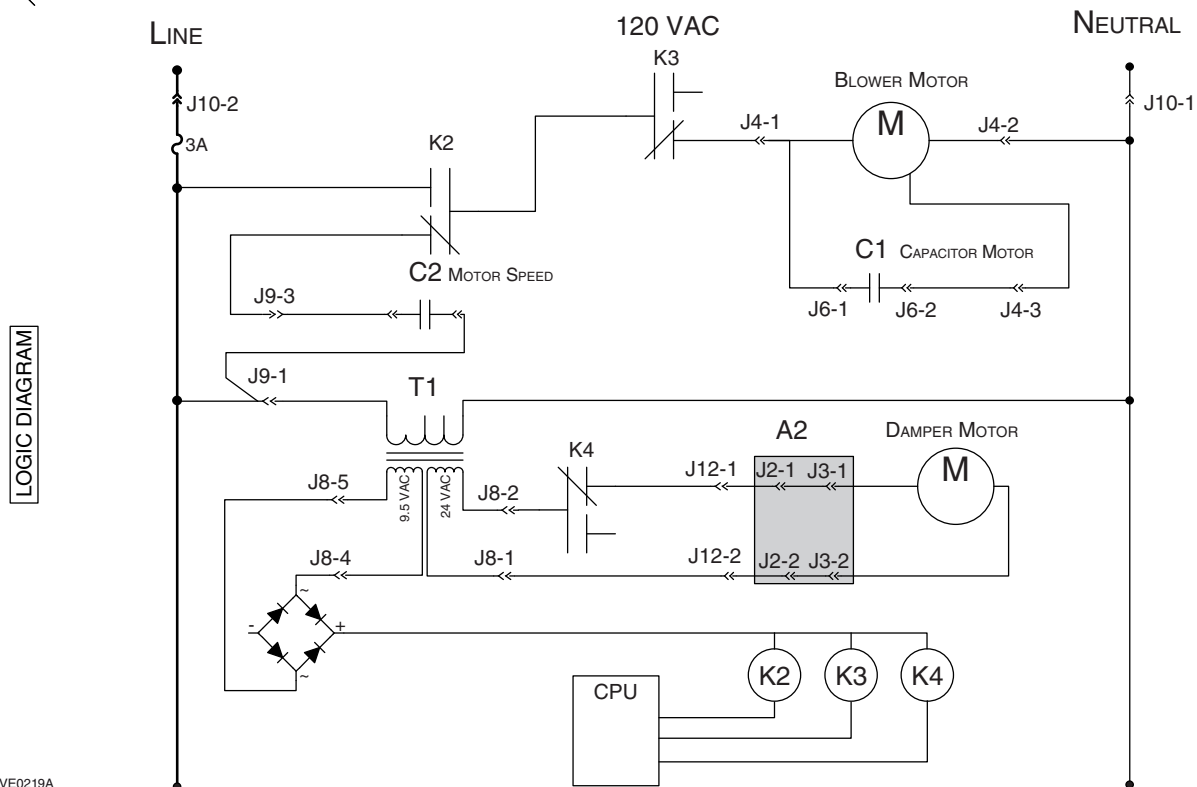 LINE
120 VAC
NEUTRAL
K3
J10-2
BLOWER MOTOR
J10-1
3A
K2
J4-1
M
J4-2
C2 MOTOR SPEED
C1 CAPACITOR MOTOR
J9-3
J6-1
J6-2
J4-3
LOGIC DIAGRAM
J9-1
T1
A2
DAMPER MOTOR
K4
J12-1
J2-1
J3-1
M
J8-5
9.5 VAC
24 VAC
J8-2
J8-4
J8-1
J12-2
J2-2
J3-2
~
-
+
~
K2
K3
K4
CPU
VE0219A